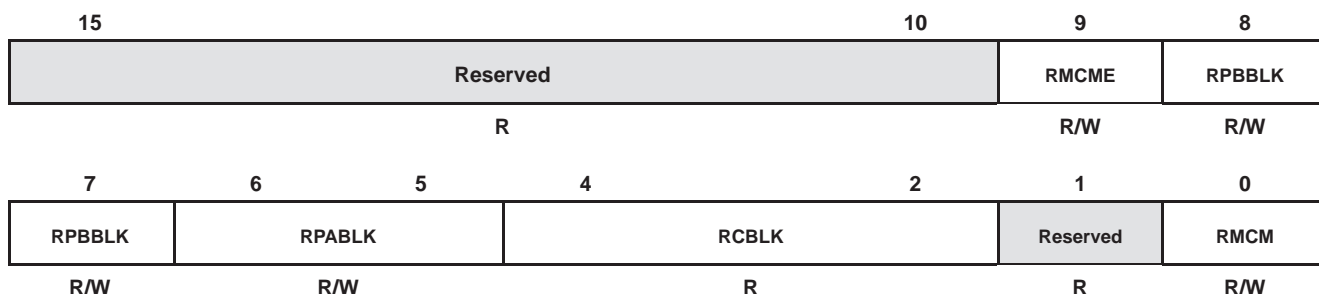 15 10 9 8
Reserved RMCME RPBBLK
R R/W R/W
7 6 5 4 2 1 0
RPBBLK RPABLK RCBLK Reserved RMCM
R/W R/W R R R/W